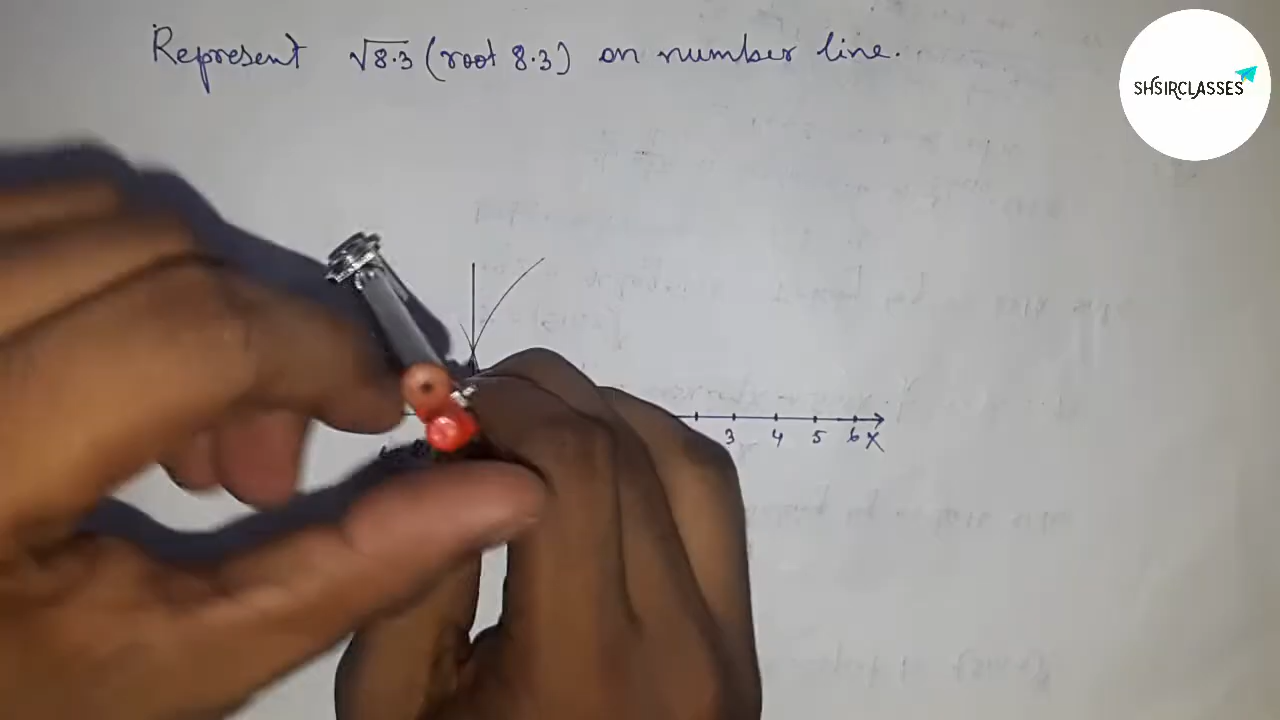 Represent √8.3 (root 8.3) on number line.
SHSIRCLASSES
3 4 5 6 X